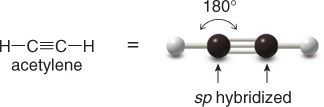 180°
H–C≡C–H
=
acetylene
sp hybridized